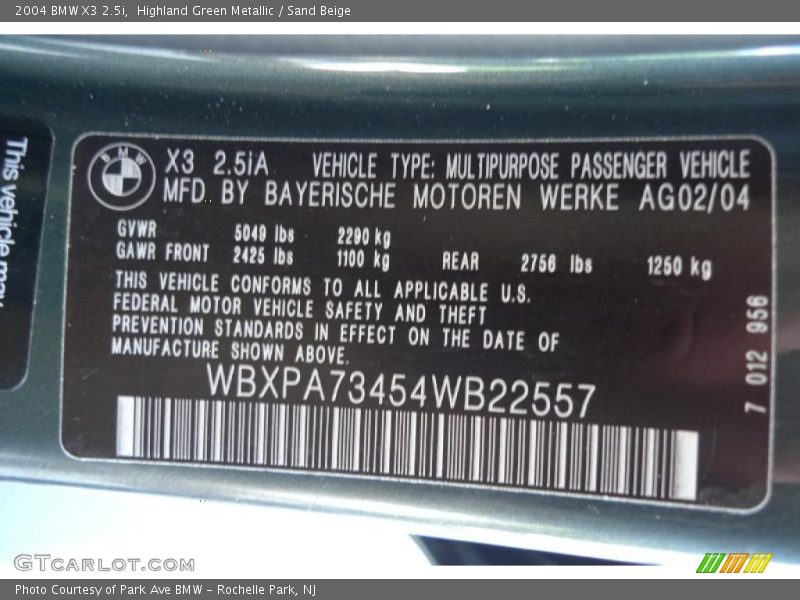 2004 BMW X3 2.5i, Highland Green Metallic / Sand Beige
This vehicle may
BMW
X3 2.5iA VEHICLE TYPE: MULTIPURPOSE PASSENGER VEHICLE
MFD BY BAYERISCHE MOTOREN WERKE AG02/04
GVWR 5049 lbs 2290 kg
GAWR FRONT 2425 lbs 1100 kg REAR 2756 lbs 1250 kg
THIS VEHICLE CONFORMS TO ALL APPLICABLE U.S.
FEDERAL MOTOR VEHICLE SAFETY AND THEFT
PREVENTION STANDARDS IN EFFECT ON THE DATE OF
MANUFACTURE SHOWN ABOVE.
WBXPA73454WB22557
7 012 956
GTCARLOT.COM
Photo Courtesy of Park Ave BMW - Rochelle Park, NJ